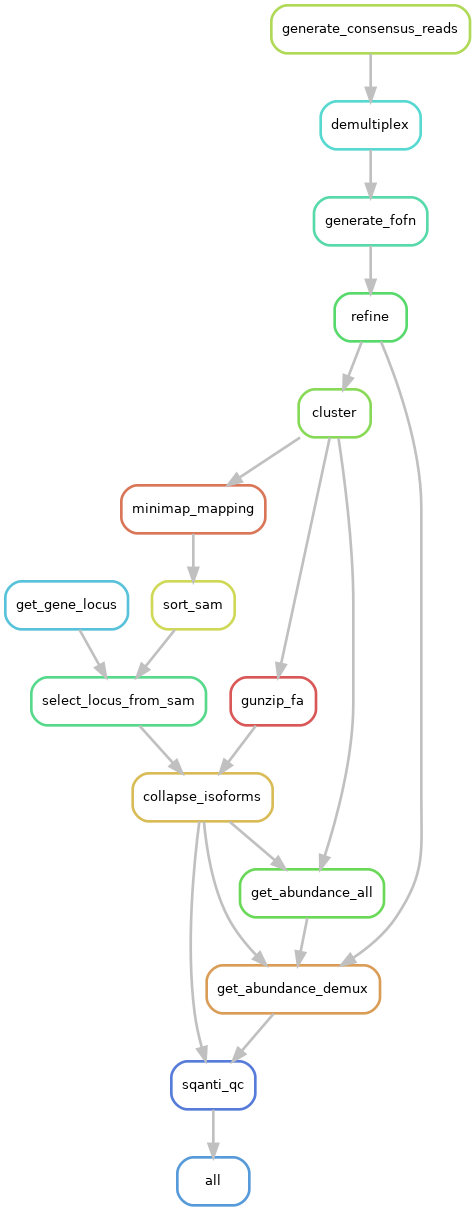 generate_consensus_reads
demultiplex
generate_fofn
refine
cluster
minimap_mapping
get_gene_locus
sort_sam
select_locus_from_sam
gunzip_fa
collapse_isoforms
get_abundance_all
get_abundance_demux
sqanti_qc
all